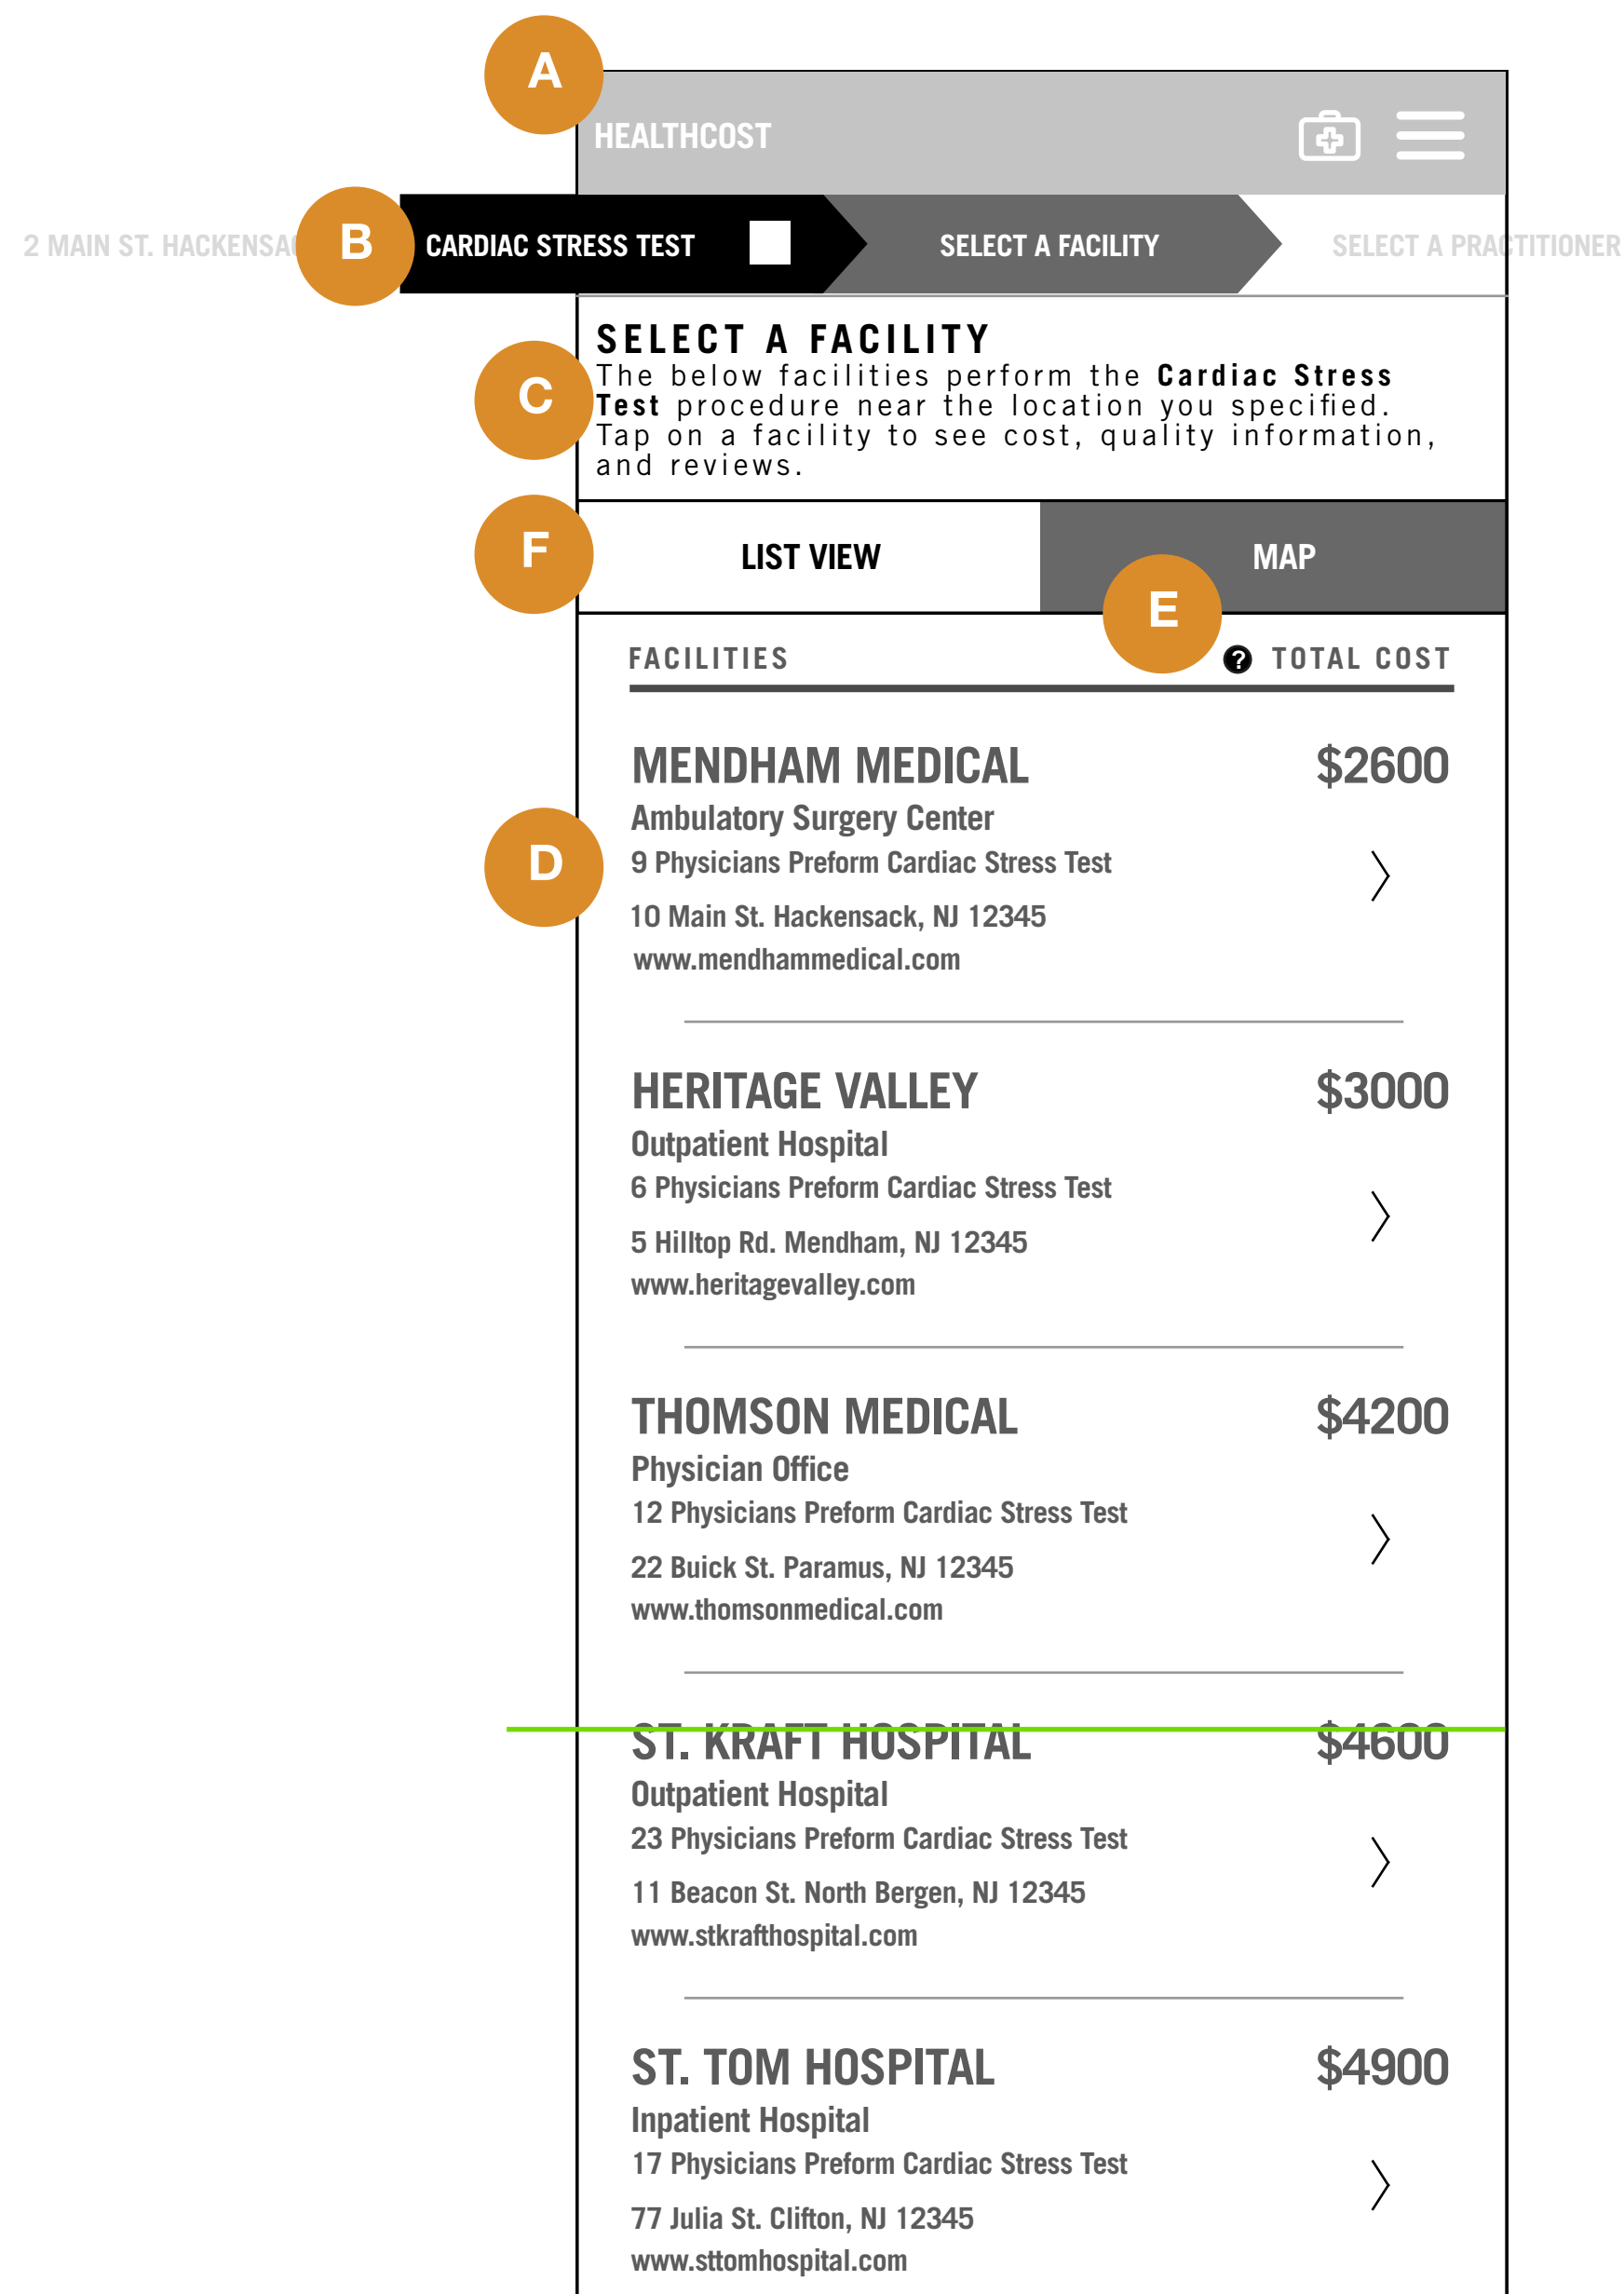 A
HEALTHCOST
2 MAIN ST. HACKENSAC
B
CARDIAC STRESS TEST
SELECT A FACILITY
SELECT A PRACTITIONER
SELECT A FACILITY
C
The below facilities perform the Cardiac Stress
Test procedure near the location you specified.
Tap on a facility to see cost, quality information,
and reviews.
F
LIST VIEW
MAP
E
FACILITIES
? TOTAL COST
MENDHAM MEDICAL
$2600
Ambulatory Surgery Center
D
9 Physicians Preform Cardiac Stress Test
10 Main St. Hackensack, NJ 12345
www.mendhammedical.com
HERITAGE VALLEY
$3000
Outpatient Hospital
6 Physicians Preform Cardiac Stress Test
5 Hilltop Rd. Mendham, NJ 12345
www.heritagevalley.com
THOMSON MEDICAL
$4200
Physician Office
12 Physicians Preform Cardiac Stress Test
22 Buick St. Paramus, NJ 12345
www.thomsonmedical.com
ST. KRAFT HOSPITAL
$4600
Outpatient Hospital
23 Physicians Preform Cardiac Stress Test
11 Beacon St. North Bergen, NJ 12345
www.stkrafthospital.com
ST. TOM HOSPITAL
$4900
Inpatient Hospital
17 Physicians Preform Cardiac Stress Test
77 Julia St. Clifton, NJ 12345
www.sttomhospital.com